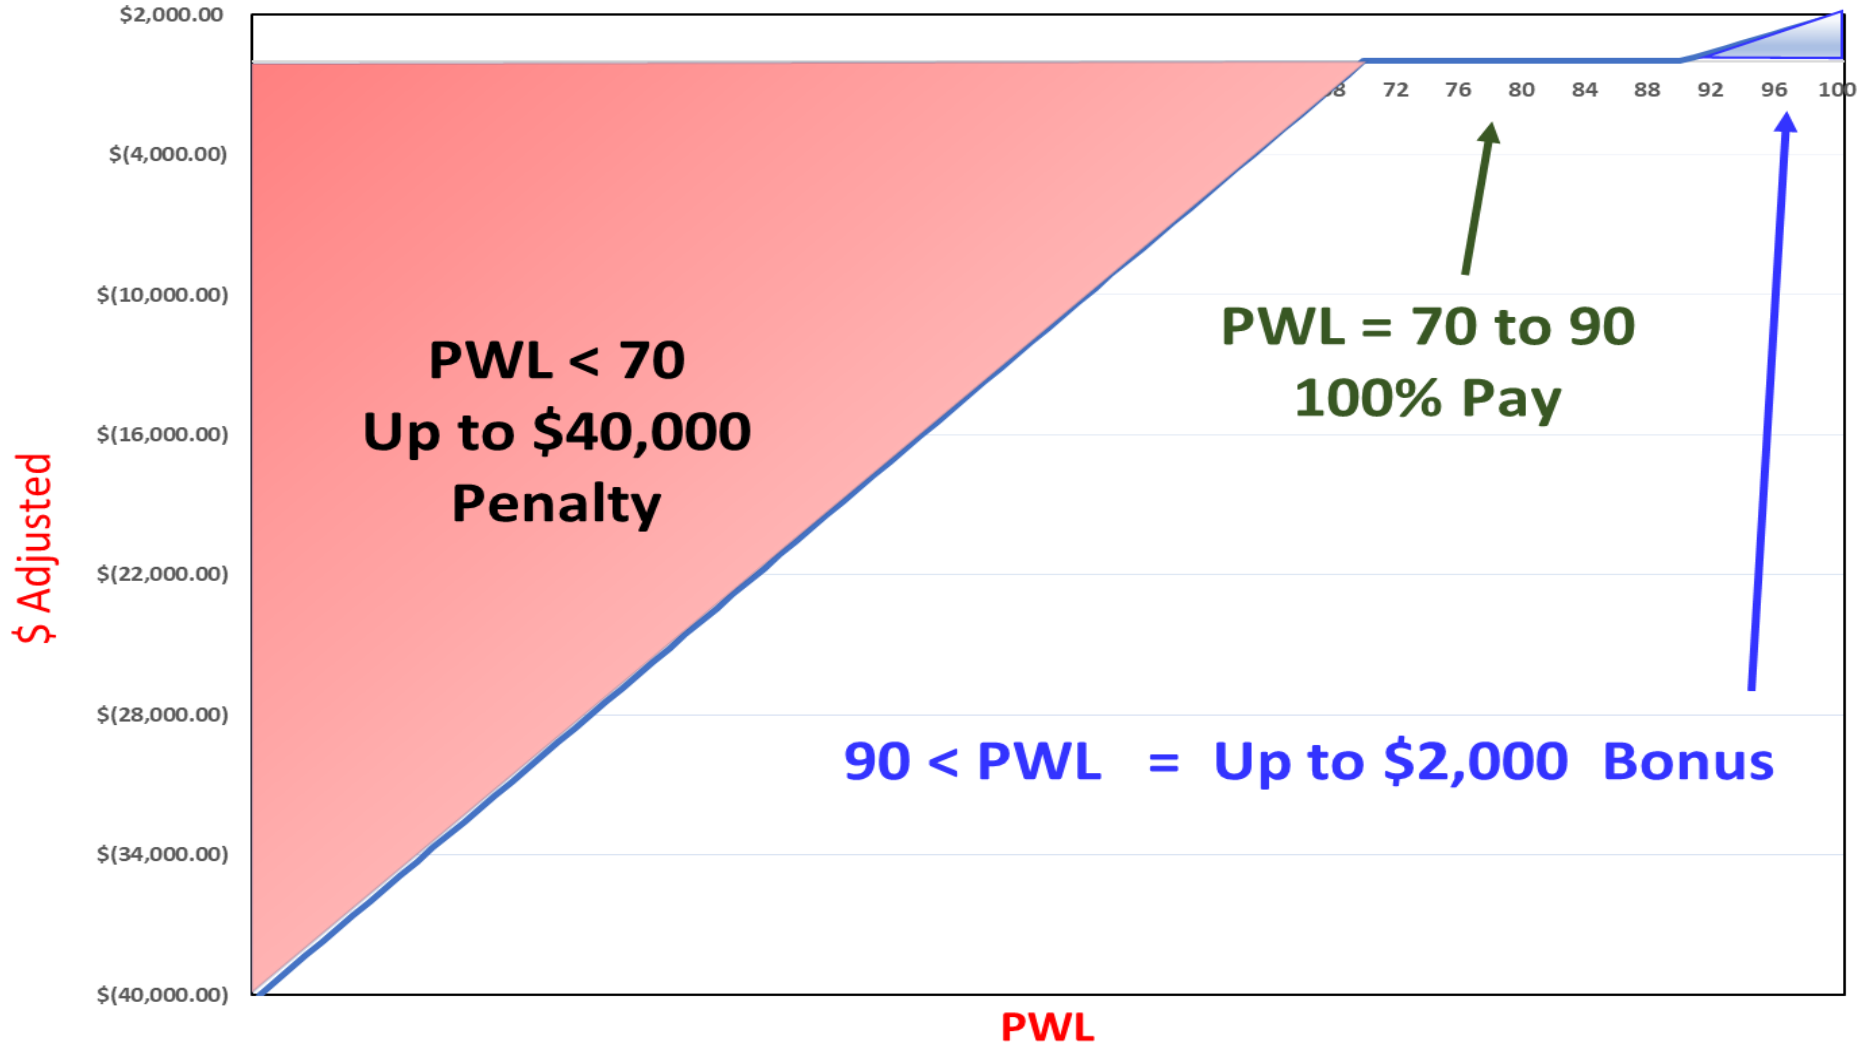 $2,000.00
$(4,000.00)
$(10,000.00)
$(16,000.00)
$(22,000.00)
$(28,000.00)
$(34,000.00)
$(40,000.00)
$ Adjusted
72 76 80 84 88 92 96 100
PWL < 70
Up to $40,000
Penalty
PWL = 70 to 90
100% Pay
90 < PWL = Up to $2,000 Bonus
PWL